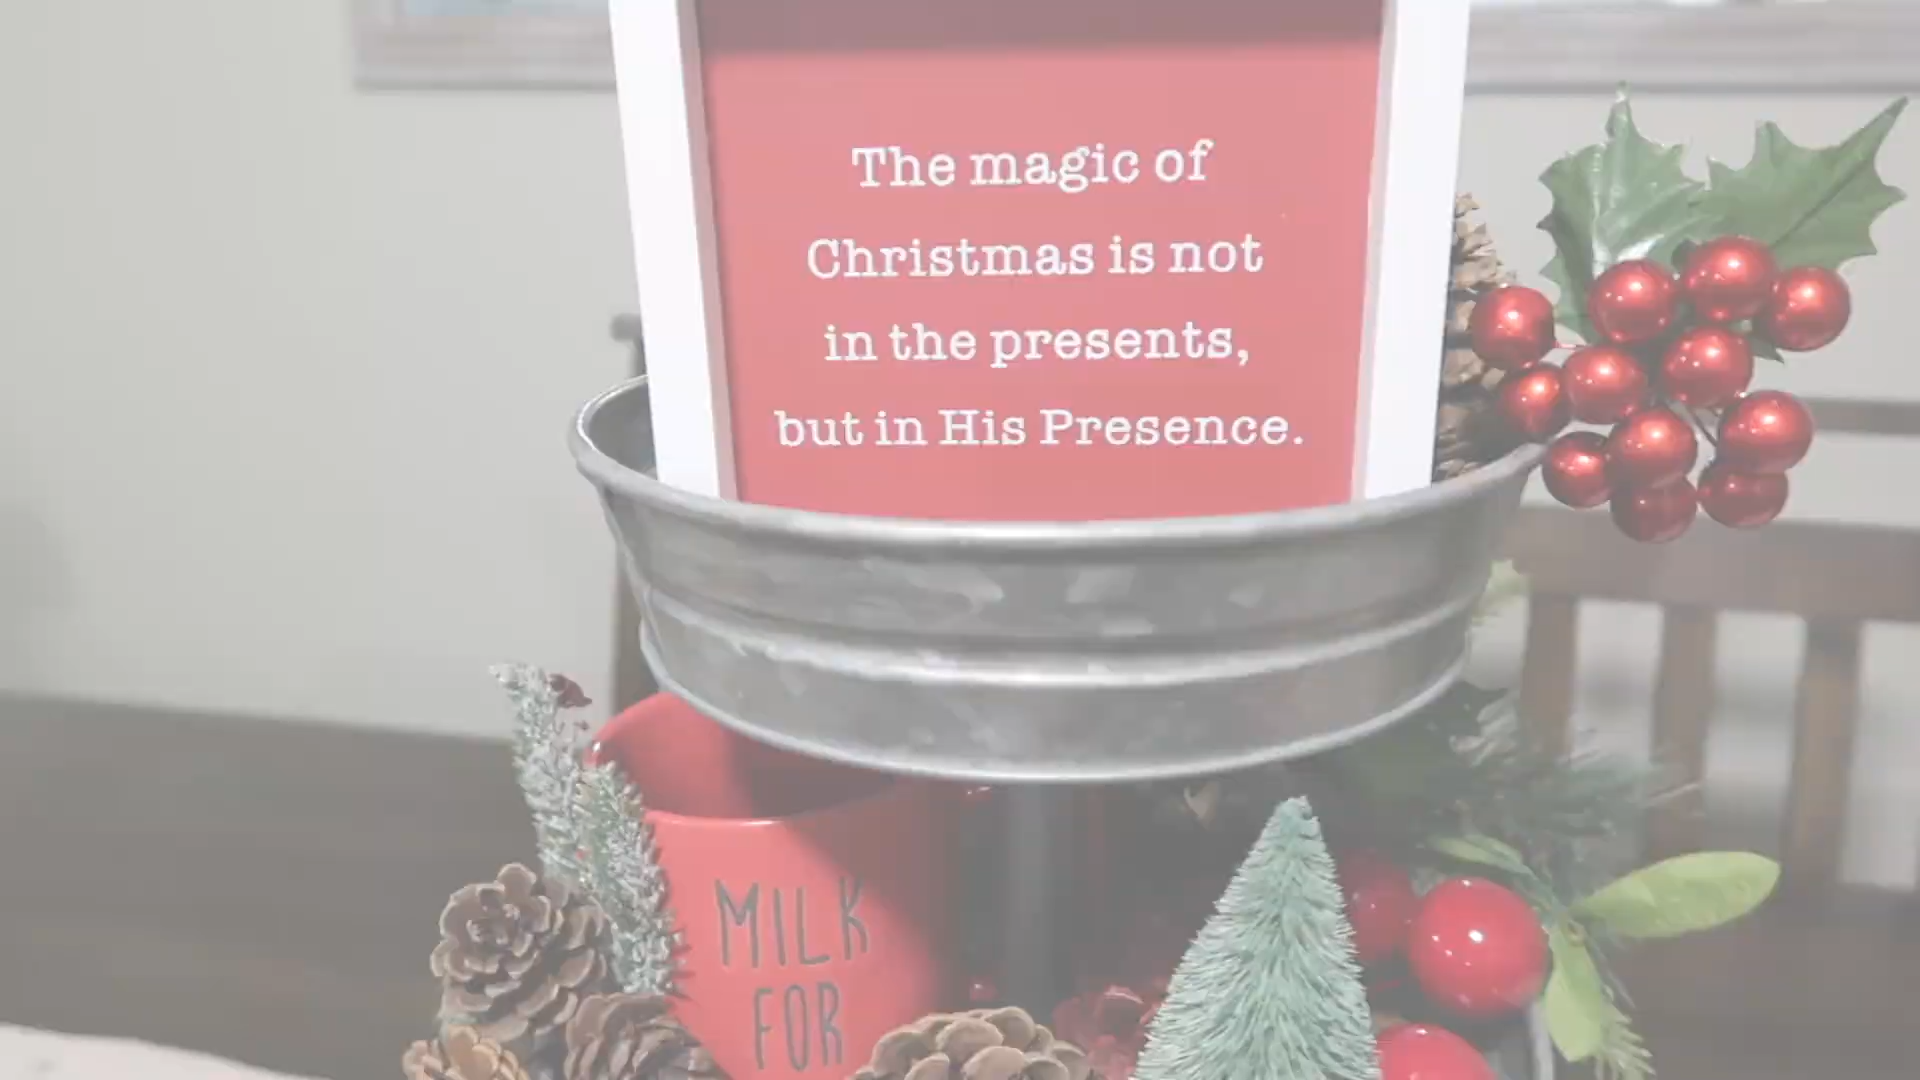 The magic of
Christmas is not
in the presents,
but in His Presence.
MILK
FOR